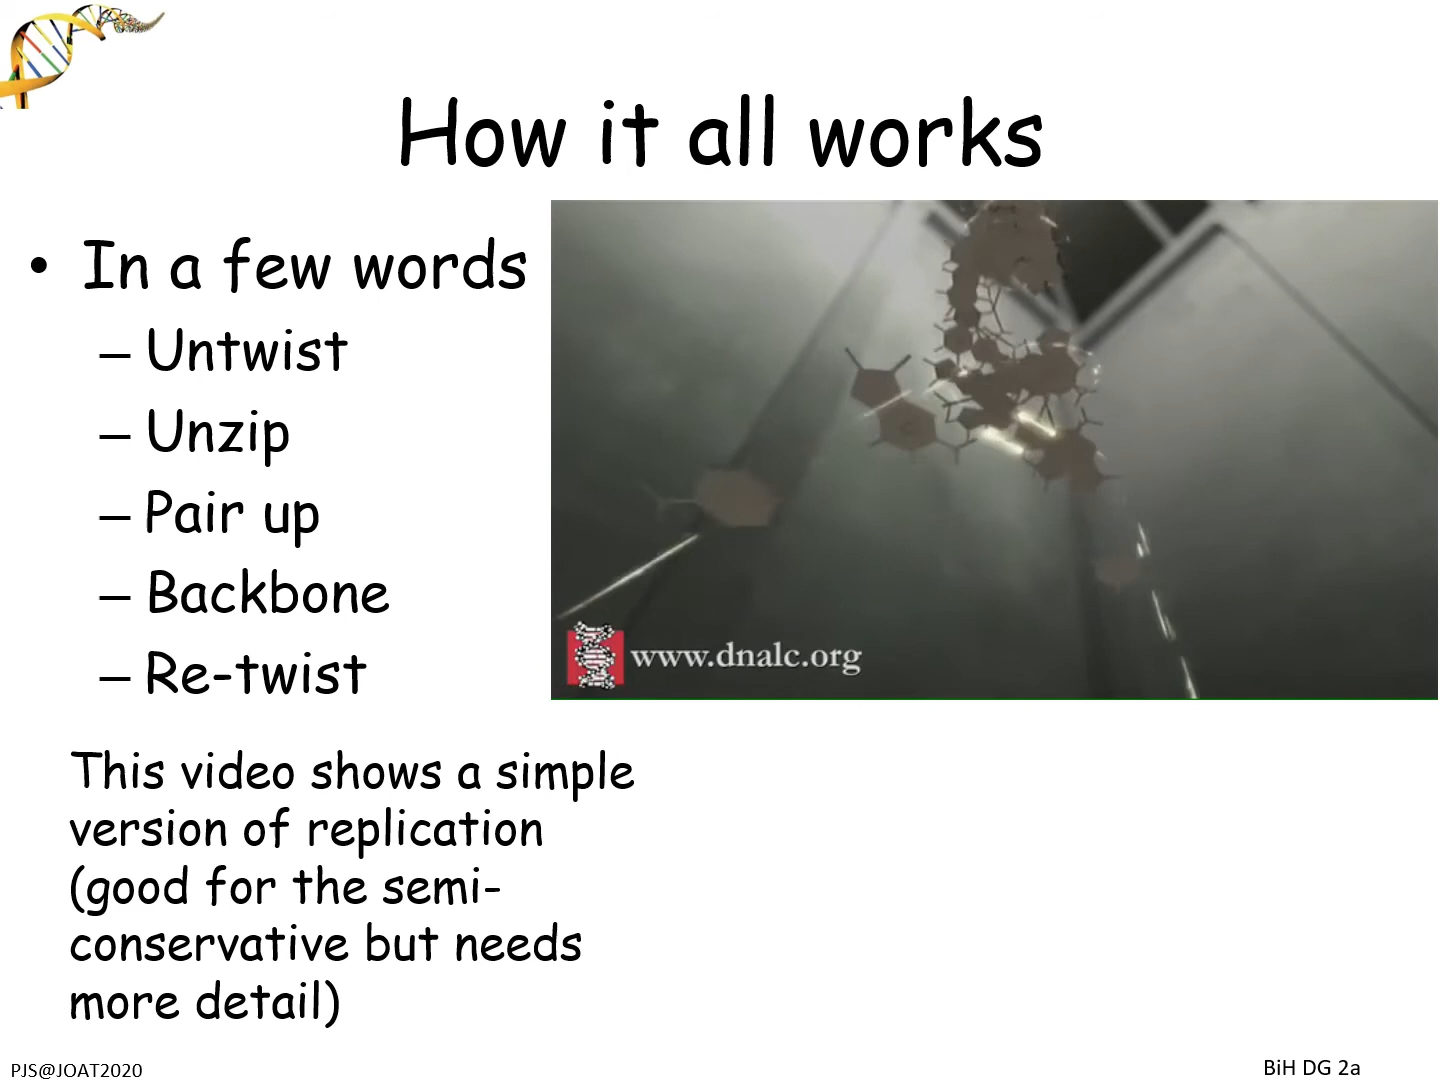 How it all works
• In a few words
– Untwist
– Unzip
– Pair up
– Backbone
– Re-twist
www.dnalc.org
This video shows a simple
version of replication
(good for the semi-
conservative but needs
more detail)
PJS@JOAT2020
BiH DG 2a